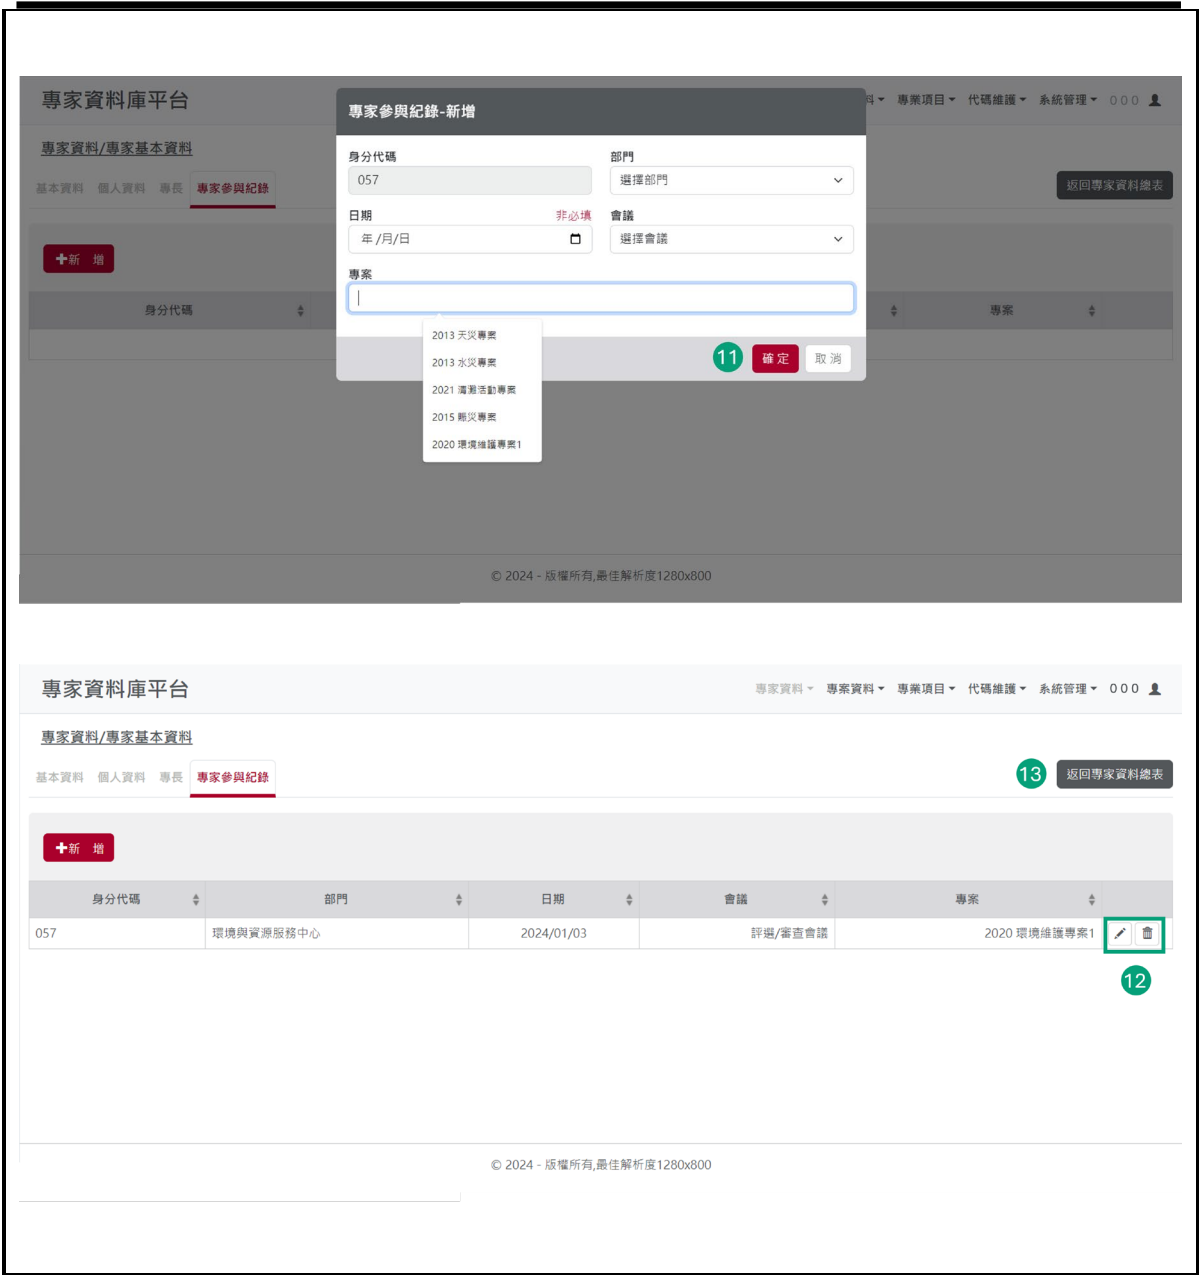 專家資料庫平台
專家參與紀錄-新增
料 專業項目 代碼維護 系統管理 000
專家資料/專家基本資料
基本資料 個人資料 專長 專家參與紀錄
返回專家資料總表
身分代碼 部門
057 選擇部門
日期 非必填 會議
年 /月/日 選擇會議
專案
新 增
身分代碼 專案
2013 天災專案
2013 水災專案
2021 清潭活動專案
2015 賑災專案
2020 環境維護專案1
11 確定 取消
© 2024 - 版權所有,最佳解析度1280x800
專家資料庫平台
專家資料 專案資料 專業項目 代碼維護 系統管理 000
專家資料/專家基本資料
基本資料 個人資料 專長 專家參與紀錄
13 返回專家資料總表
新 增
身分代碼 部門 日期 會議 專案
057 環境與資源服務中心 2024/01/03 評選/審查會議 2020 環境維護專案1
12
© 2024 - 版權所有,最佳解析度1280x800